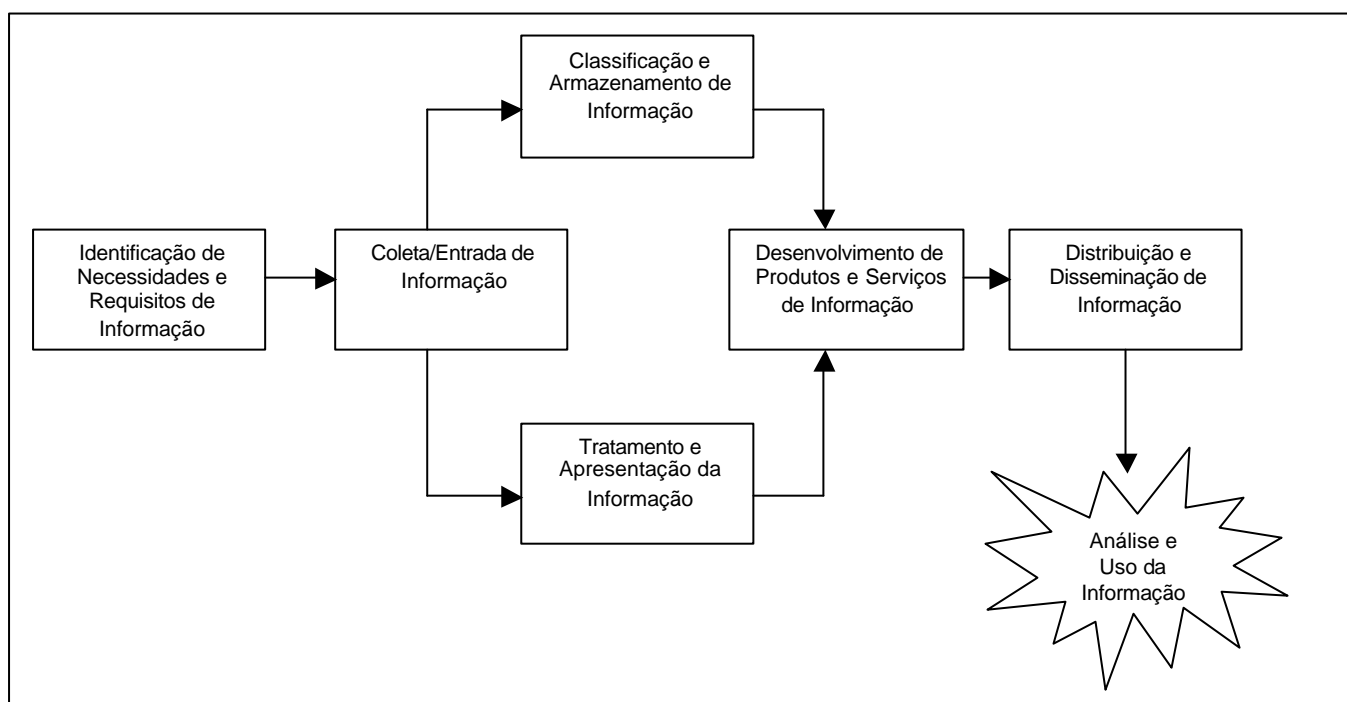 Classificação e
Armazenamento de
Informação
Identificação de
Necessidades e
Requisitos de
Informação
Coleta/Entrada de
Informação
Desenvolvimento de
Produtos e Serviços
de Informação
Distribuição e
Disseminação de
Informação
Tratamento e
Apresentação da
Informação
Análise e
Uso da
Informação